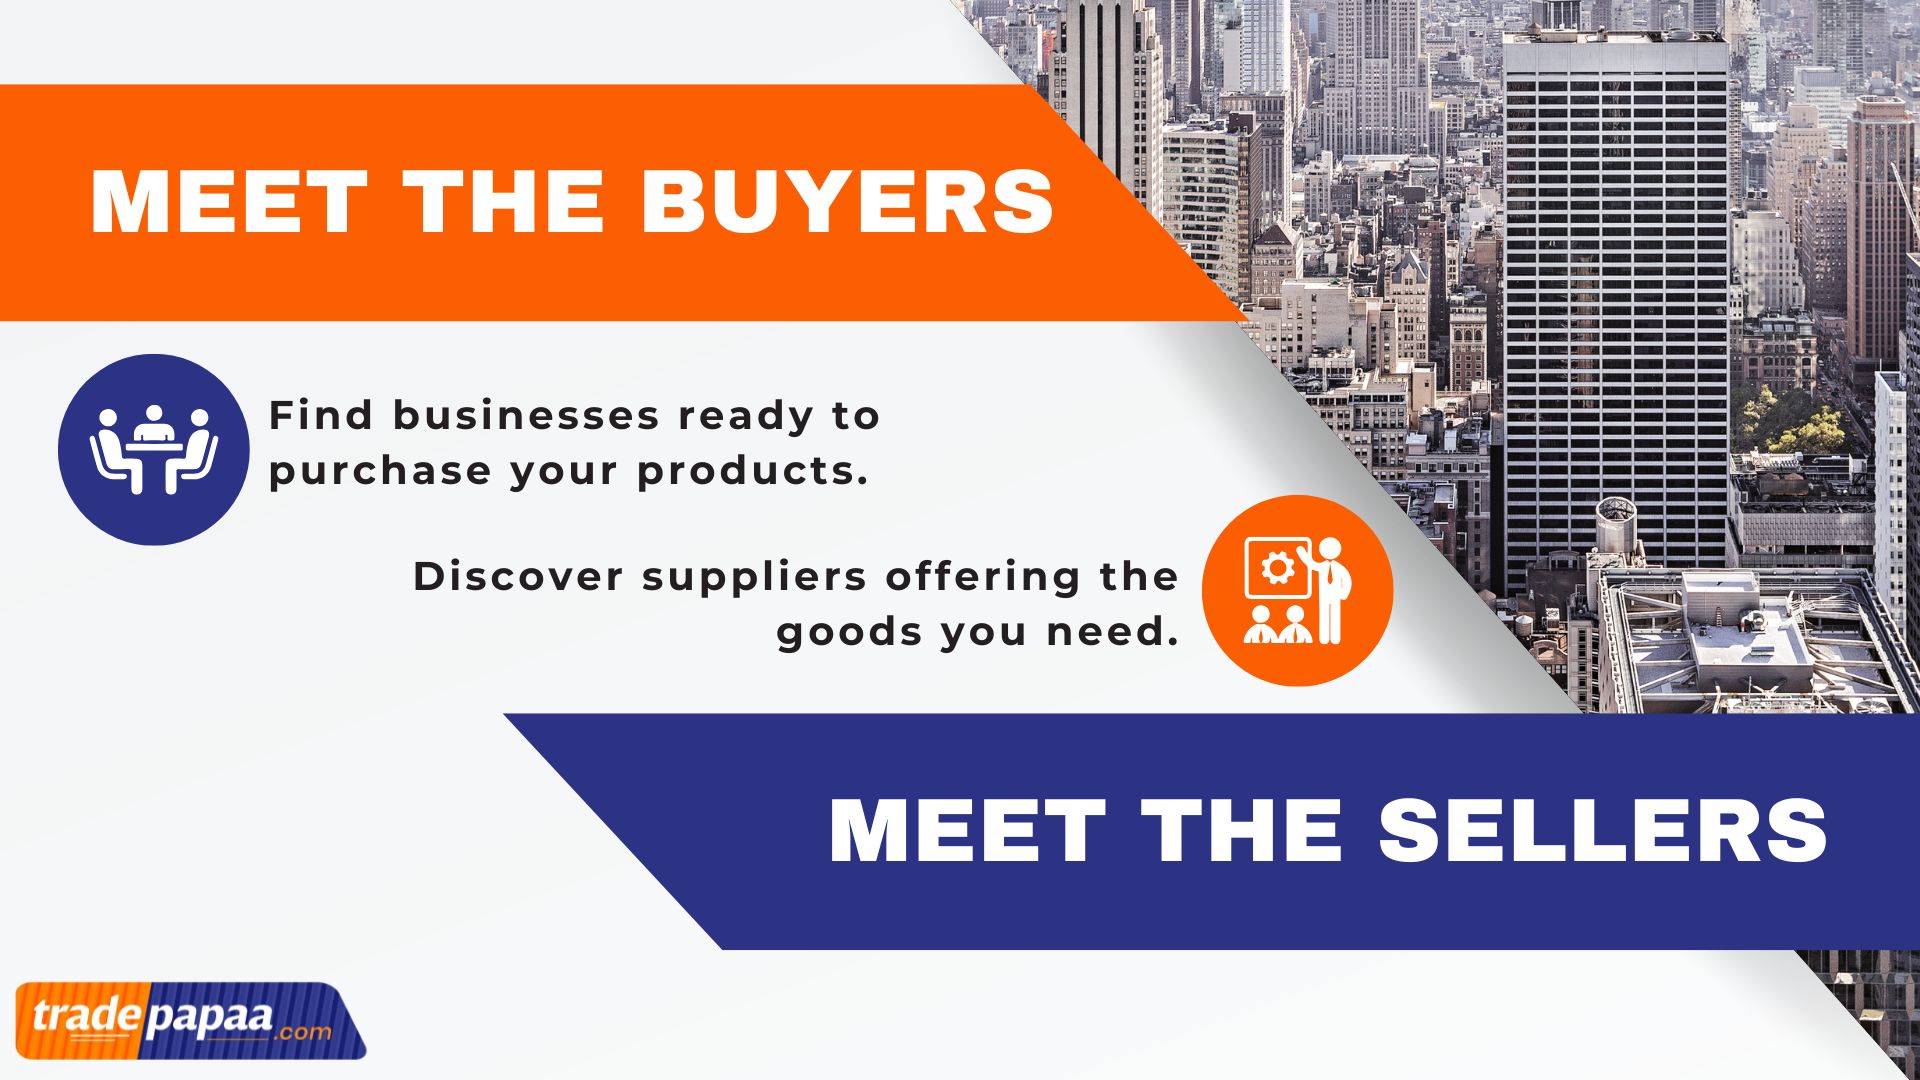 MEET THE BUYERS
Find businesses ready to
purchase your products.
Discover suppliers offering the
goods you need.
MEET THE SELLERS
tradepapaa.com